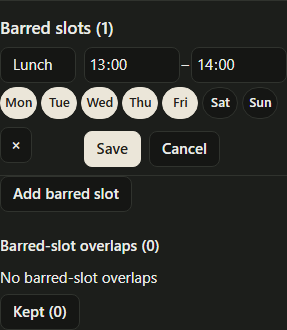 Barred slots (1)
Lunch 13:00 – 14:00
Mon Tue Wed Thu Fri Sat Sun
× Save Cancel
Add barred slot
Barred-slot overlaps (0)
No barred-slot overlaps
Kept (0)